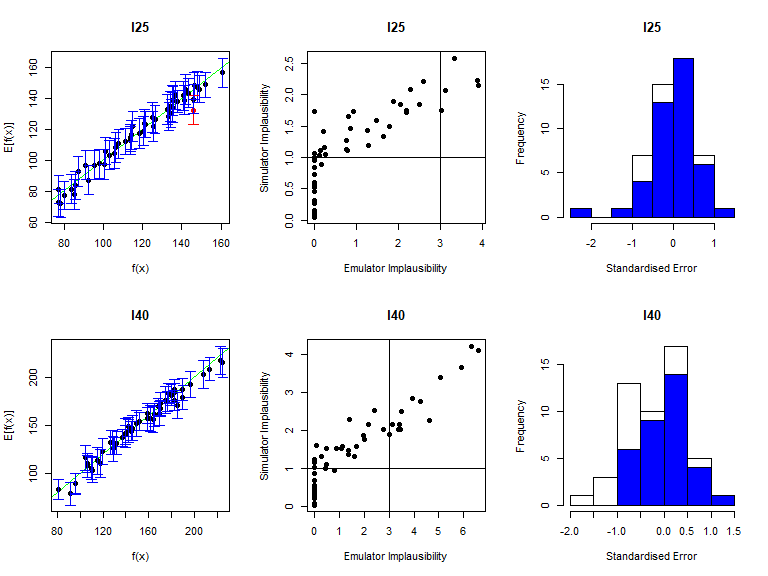 I25
I25
I25
E[f(x)]
60 80 100 120 140 160
80 100 120 140 160
f(x)
Simulator Implausibility
0.0 0.5 1.0 1.5 2.0 2.5
0 1 2 3 4
Emulator Implausibility
Frequency
0 5 10 15
-2 -1 0 1
Standardised Error
I40
I40
I40
E[f(x)]
100 150 200
80 120 160 200
f(x)
Simulator Implausibility
0 1 2 3 4
0 1 2 3 4 5 6
Emulator Implausibility
Frequency
0 5 10 15
-2.0 -1.0 0.0 0.5 1.0 1.5
Standardised Error